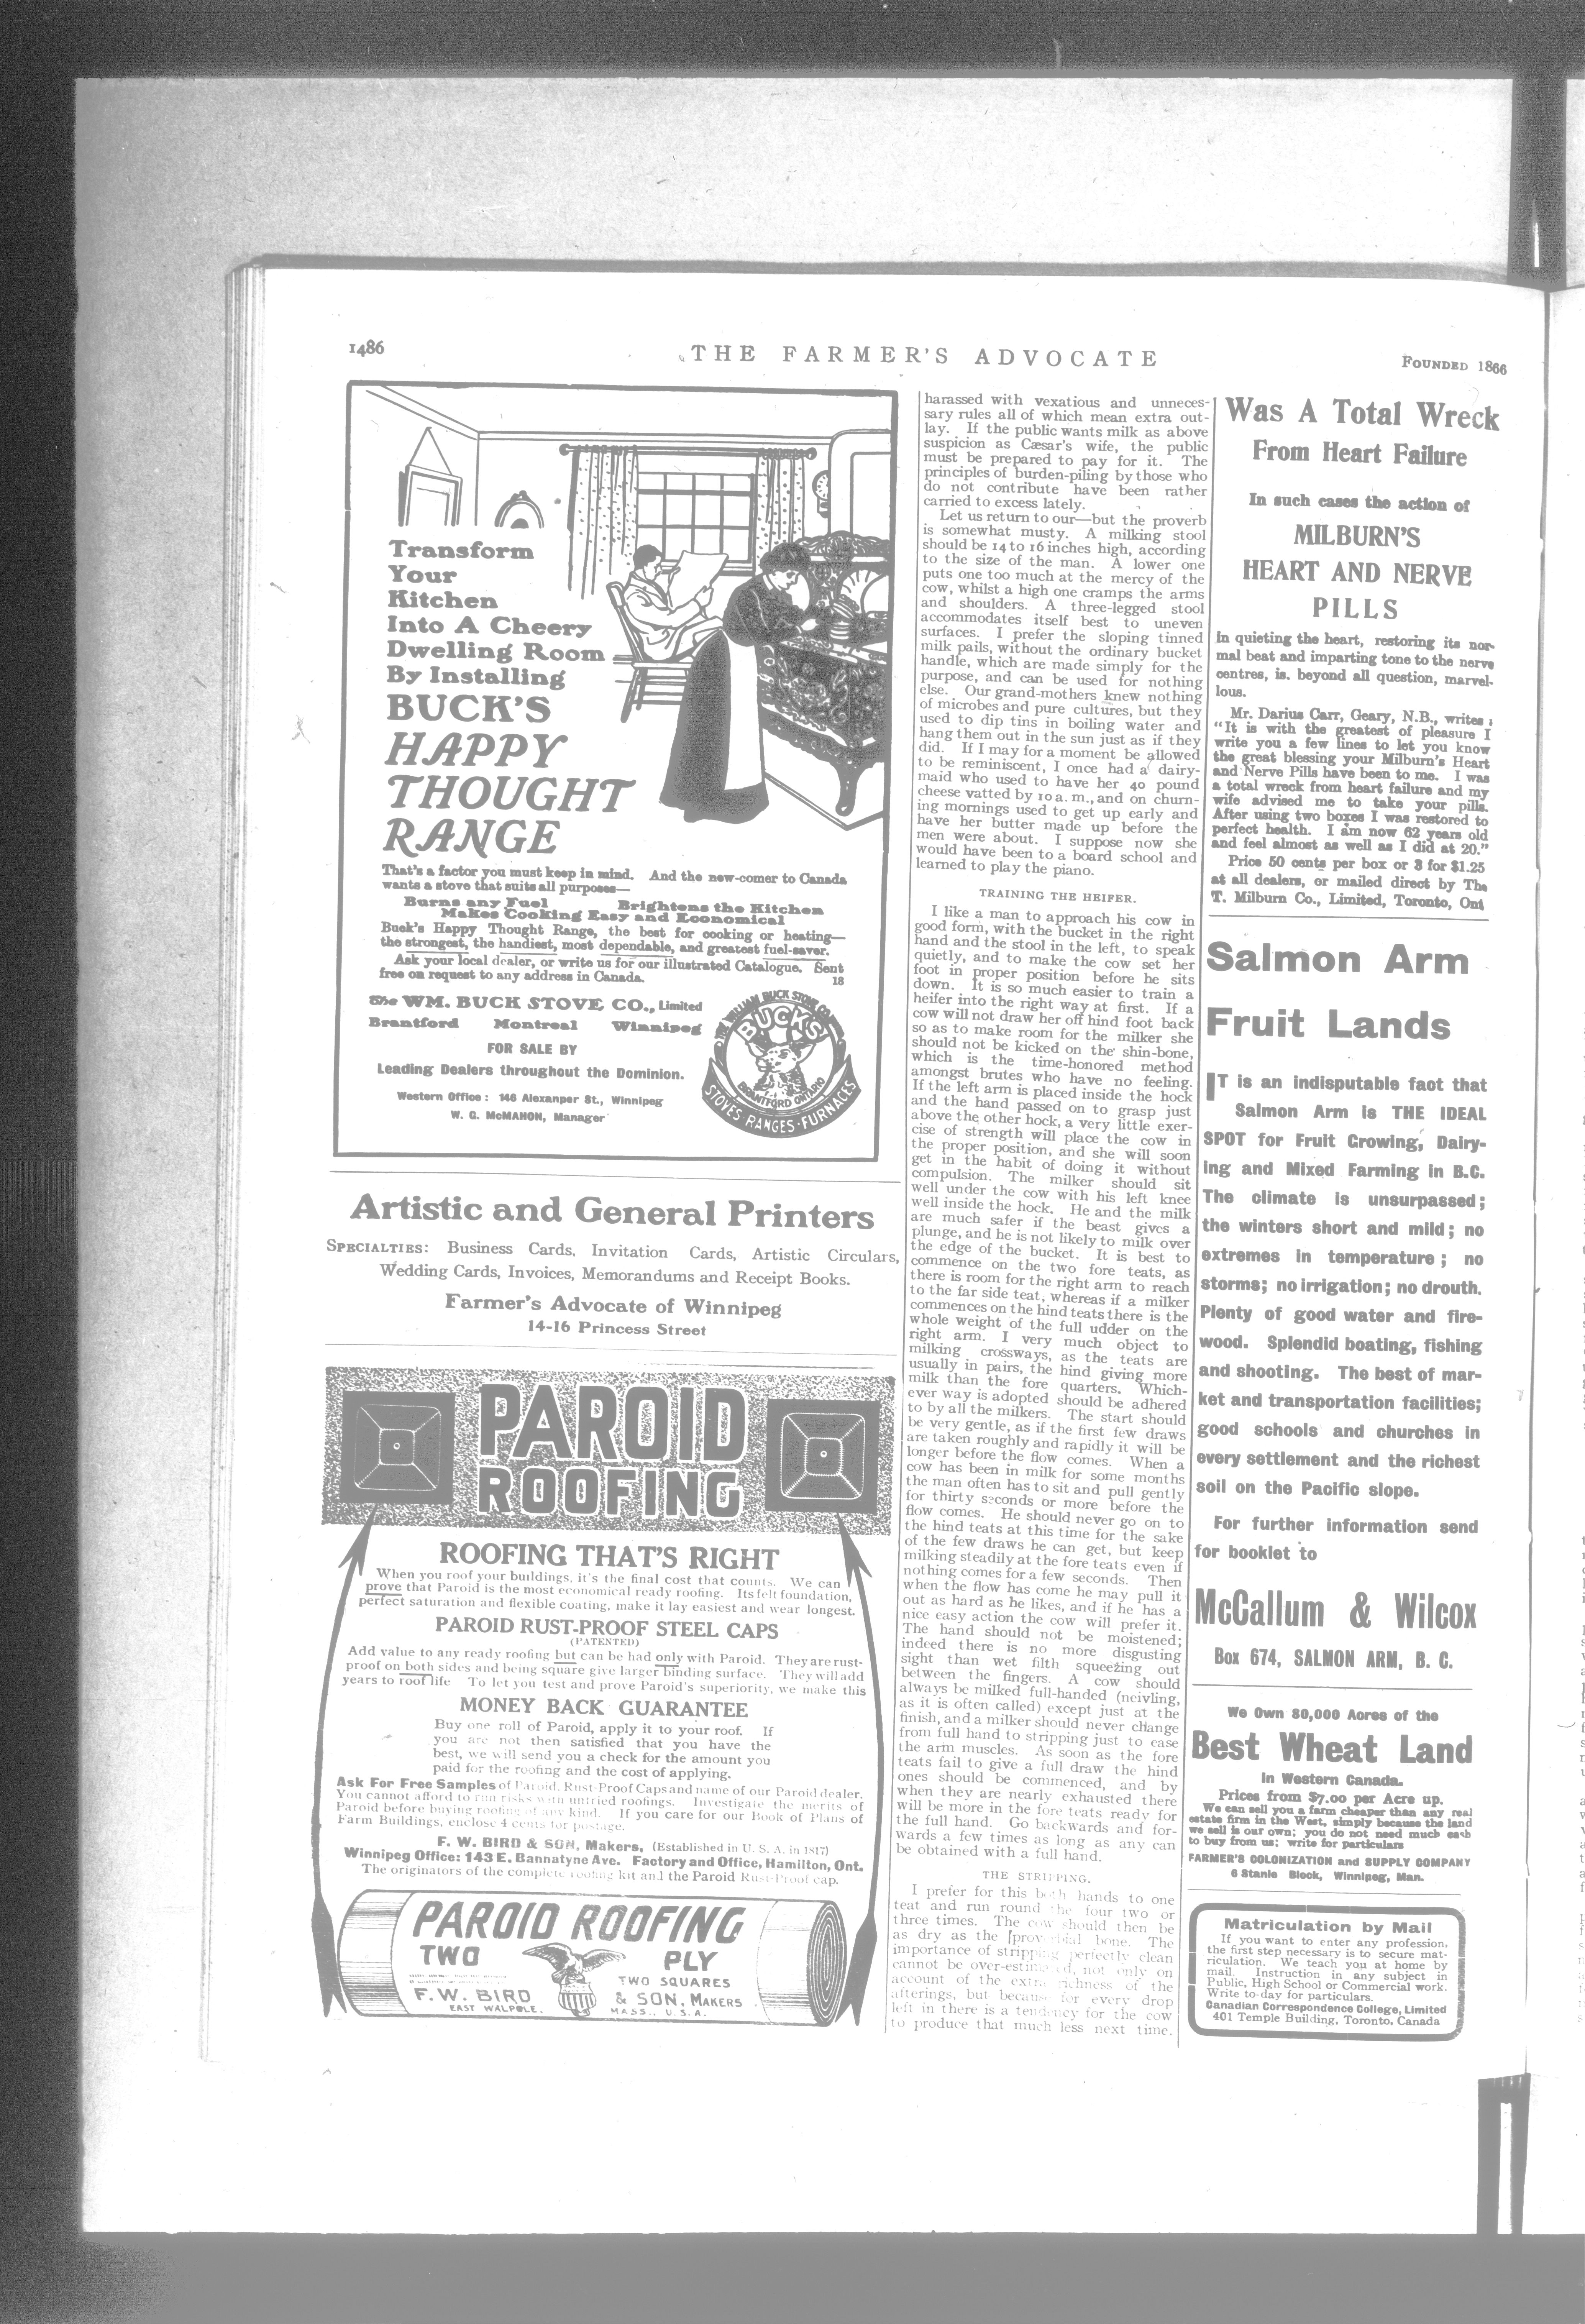 1486
THE FARMER'S ADVOCATE
FOUNDED 1866
Transform
Your
Kitchen
Into A Cheery
Dwelling Room
By Installing
BUCK'S
HAPPY
THOUGHT
RANGE
That's a factor you must keep in mind. And the new-comer to Canada
wants a stove that suits all purposes—
Burns any Fuel Brightens the Kitchen
Makes Cooking Easy and Economical
Buck's Happy Thought Range, the best for cooking or heating—
the strongest, the handiest, most dependable, and greatest fuel-saver.
Ask your local dealer, or write us for our illustrated Catalogue. Sent
free on request to any address in Canada. 18
The WM. BUCK STOVE CO., Limited
Brantford Montreal Winnipeg
FOR SALE BY
Leading Dealers throughout the Dominion.
Western Office: 146 Alexanper St., Winnipeg
W. G. McMAHON, Manager
THE WILLIAM BUCK STOVE CO.
BUCK'S
BRANTFORD ONTARIO
STOVES · RANGES · FURNACES
Artistic and General Printers
SPECIALTIES: Business Cards, Invitation Cards, Artistic Circulars,
Wedding Cards, Invoices, Memorandums and Receipt Books.
Farmer's Advocate of Winnipeg
14-16 Princess Street
PAROID
ROOFING
ROOFING THAT'S RIGHT
When you roof your buildings, it's the final cost that counts. We can
prove that Paroid is the most economical ready roofing. Its felt foundation,
perfect saturation and flexible coating, make it lay easiest and wear longest.
PAROID RUST-PROOF STEEL CAPS
(PATENTED)
Add value to any ready roofing but can be had only with Paroid. They are rust-
proof on both sides and being square give larger binding surface. They will add
years to roof life To let you test and prove Paroid's superiority, we make this
MONEY BACK GUARANTEE
Buy one roll of Paroid, apply it to your roof. If
you are not then satisfied that you have the
best, we will send you a check for the amount you
paid for the roofing and the cost of applying.
Ask For Free Samples of Paroid, Rust-Proof Caps and name of our Paroid dealer.
You cannot afford to run risks with untried roofings. Investigate the merits of
Paroid before buying roofing of any kind. If you care for our Book of Plans of
Farm Buildings, enclose 4 cents for postage.
F. W. BIRD & SON, Makers, (Established in U. S. A. in 1817)
Winnipeg Office: 143 E. Bannatyne Ave. Factory and Office, Hamilton, Ont.
The originators of the complete roofing kit and the Paroid Rust-Proof cap.
PAROID ROOFING
TWO PLY
TWO SQUARES
F. W. BIRD & SON, MAKERS
EAST WALPOLE, MASS., U.S.A.
harassed with vexatious and unneces-
sary rules all of which mean extra out-
lay. If the public wants milk as above
suspicion as Cæsar's wife, the public
must be prepared to pay for it. The
principles of burden-piling by those who
do not contribute have been rather
carried to excess lately.
Let us return to our—but the proverb
is somewhat musty. A milking stool
should be 14 to 16 inches high, according
to the size of the man. A lower one
puts one too much at the mercy of the
cow, whilst a high one cramps the arms
and shoulders. A three-legged stool
accommodates itself best to uneven
surfaces. I prefer the sloping tinned
milk pails, without the ordinary bucket
handle, which are made simply for the
purpose, and can be used for nothing
else. Our grand-mothers knew nothing
of microbes and pure cultures, but they
used to dip tins in boiling water and
hang them out in the sun just as if they
did. If I may for a moment be allowed
to be reminiscent, I once had a dairy-
maid who used to have her 40 pound
cheese vatted by 10 a. m., and on churn-
ing mornings used to get up early and
have her butter made up before the
men were about. I suppose now she
would have been to a board school and
learned to play the piano.
TRAINING THE HEIFER.
I like a man to approach his cow in
good form, with the bucket in the right
hand and the stool in the left, to speak
quietly, and to make the cow set her
foot in proper position before he sits
down. It is so much easier to train a
heifer into the right way at first. If a
cow will not draw her off hind foot back
so as to make room for the milker she
should not be kicked on the shin-bone,
which is the time-honored method
amongst brutes who have no feeling.
If the left arm is placed inside the hock
and the hand passed on to grasp just
above the other hock, a very little exer-
cise of strength will place the cow in
the proper position, and she will soon
get in the habit of doing it without
compulsion. The milker should sit
well under the cow with his left knee
well inside the hock. He and the milk
are much safer if the beast gives a
plunge, and he is not likely to milk over
the edge of the bucket. It is best to
commence on the two fore teats, as
there is room for the right arm to reach
to the far side teat, whereas if a milker
commences on the hind teats there is the
whole weight of the full udder on the
right arm. I very much object to
milking crossways, as the teats are
usually in pairs, the hind giving more
milk than the fore quarters. Which-
ever way is adopted should be adhered
to by all the milkers. The start should
be very gentle, as if the first few draws
are taken roughly and rapidly it will be
longer before the flow comes. When a
cow has been in milk for some months
the man often has to sit and pull gently
for thirty seconds or more before the
flow comes. He should never go on to
the hind teats at this time for the sake
of the few draws he can get, but keep
milking steadily at the fore teats even if
nothing comes for a few seconds. Then
when the flow has come he may pull it
out as hard as he likes, and if he has a
nice easy action the cow will prefer it.
The hand should not be moistened;
indeed there is no more disgusting
sight than wet filth squeezing out
between the fingers. A cow should
always be milked full-handed (neivling,
as it is often called) except just at the
finish, and a milker should never change
from full hand to stripping just to ease
the arm muscles. As soon as the fore
teats fail to give a full draw the hind
ones should be commenced, and by
when they are nearly exhausted there
will be more in the fore teats ready for
the full hand. Go backwards and for-
wards a few times as long as any can
be obtained with a full hand.
THE STRIPPING.
I prefer for this both hands to one
teat and run round the four two or
three times. The cow should then be
as dry as the proverbial bone. The
importance of stripping perfectly clean
cannot be over-estimated, not only on
account of the extra richness of the
afterings, but because for every drop
left in there is a tendency for the cow
to produce that much less next time.
Was A Total Wreck
From Heart Failure
In such cases the action of
MILBURN'S
HEART AND NERVE
PILLS
in quieting the heart, restoring its nor-
mal beat and imparting tone to the nerve
centres, is. beyond all question, marvel-
lous.
Mr. Darius Carr, Geary, N.B., writes:
"It is with the greatest of pleasure I
write you a few lines to let you know
the great blessing your Milburn's Heart
and Nerve Pills have been to me. I was
a total wreck from heart failure and my
wife advised me to take your pills.
After using two boxes I was restored to
perfect health. I am now 62 years old
and feel almost as well as I did at 20."
Price 50 cents per box or 3 for $1.25
at all dealers, or mailed direct by The
T. Milburn Co., Limited, Toronto, Ont
Salmon Arm
Fruit Lands
IT is an indisputable fact that
Salmon Arm is THE IDEAL
SPOT for Fruit Growing, Dairy-
ing and Mixed Farming in B.C.
The climate is unsurpassed;
the winters short and mild; no
extremes in temperature; no
storms; no irrigation; no drouth.
Plenty of good water and fire-
wood. Splendid boating, fishing
and shooting. The best of mar-
ket and transportation facilities;
good schools and churches in
every settlement and the richest
soil on the Pacific slope.
For further information send
for booklet to
McCallum & Wilcox
Box 674, SALMON ARM, B. C.
We Own 80,000 Acres of the
Best Wheat Land
in Western Canada.
Prices from $7.00 per Acre up.
We can sell you a farm cheaper than any real
estate firm in the West, simply because the land
we sell is our own; you do not need much cash
to buy from us; write for particulars
FARMER'S COLONIZATION and SUPPLY COMPANY
6 Stanle Block, Winnipeg, Man.
Matriculation by Mail
If you want to enter any profession,
the first step necessary is to secure mat-
riculation. We teach you at home by
mail. Instruction in any subject in
Public, High School or Commercial work.
Write to-day for particulars.
Canadian Correspondence College, Limited
401 Temple Building, Toronto, Canada